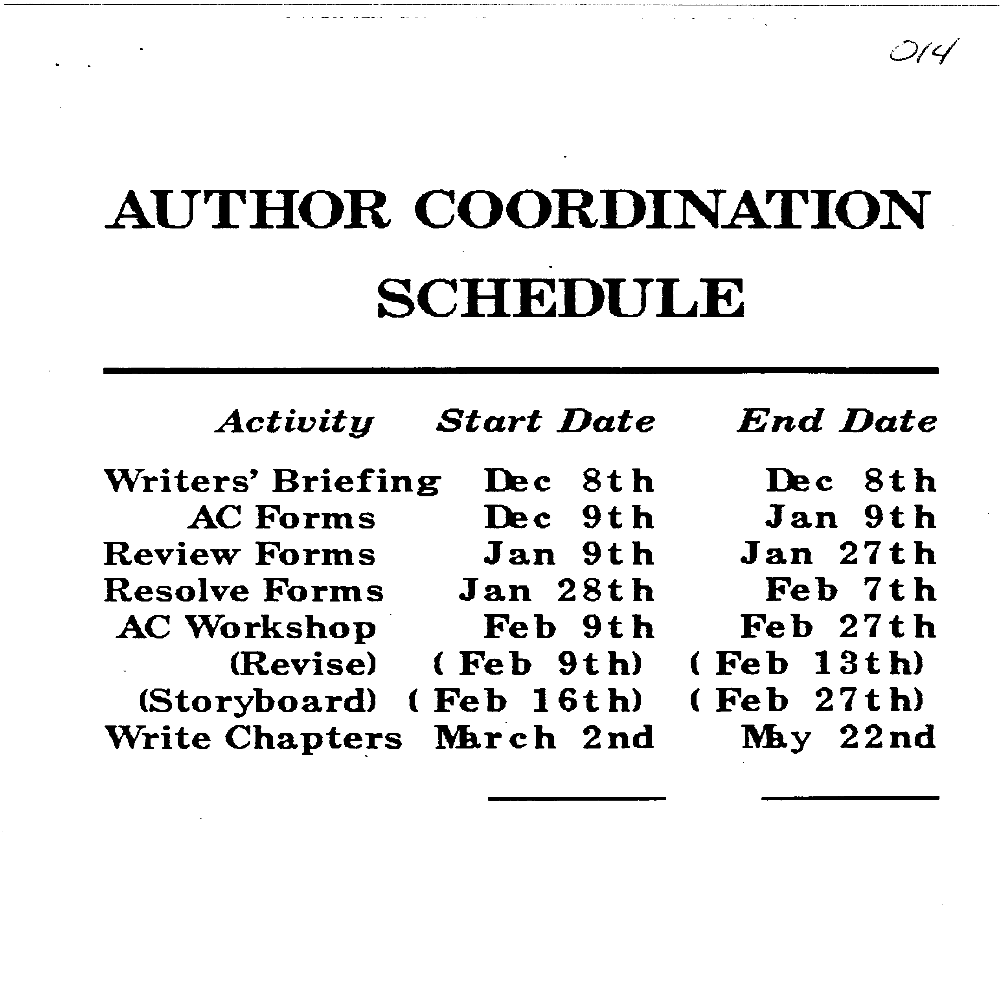 014
AUTHOR COORDINATION
SCHEDULE
Activity Start Date End Date
Writers' Briefing Dec 8th Dec 8th
AC Forms Dec 9th Jan 9th
Review Forms Jan 9th Jan 27th
Resolve Forms Jan 28th Feb 7th
AC Workshop Feb 9th Feb 27th
(Revise) (Feb 9th) (Feb 13th)
(Storyboard) (Feb 16th) (Feb 27th)
Write Chapters March 2nd May 22nd